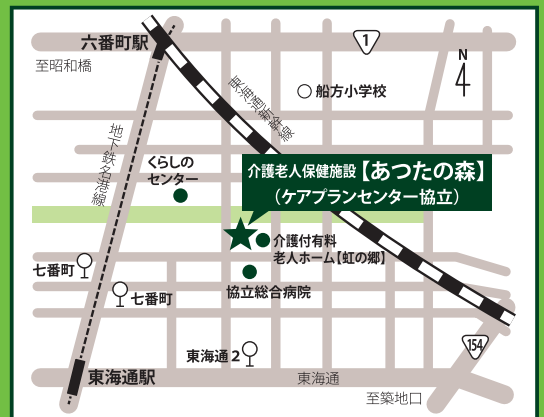 六番町駅
至昭和橋
1
N
船方小学校
東海道新幹線
地下鉄名港線
くらしの
センター
介護老人保健施設【あつたの森】
（ケアプランセンター協立）
介護付有料
老人ホーム【虹の郷】
七番町
協立総合病院
七番町
154
東海通2
東海通駅
東海通
至築地口